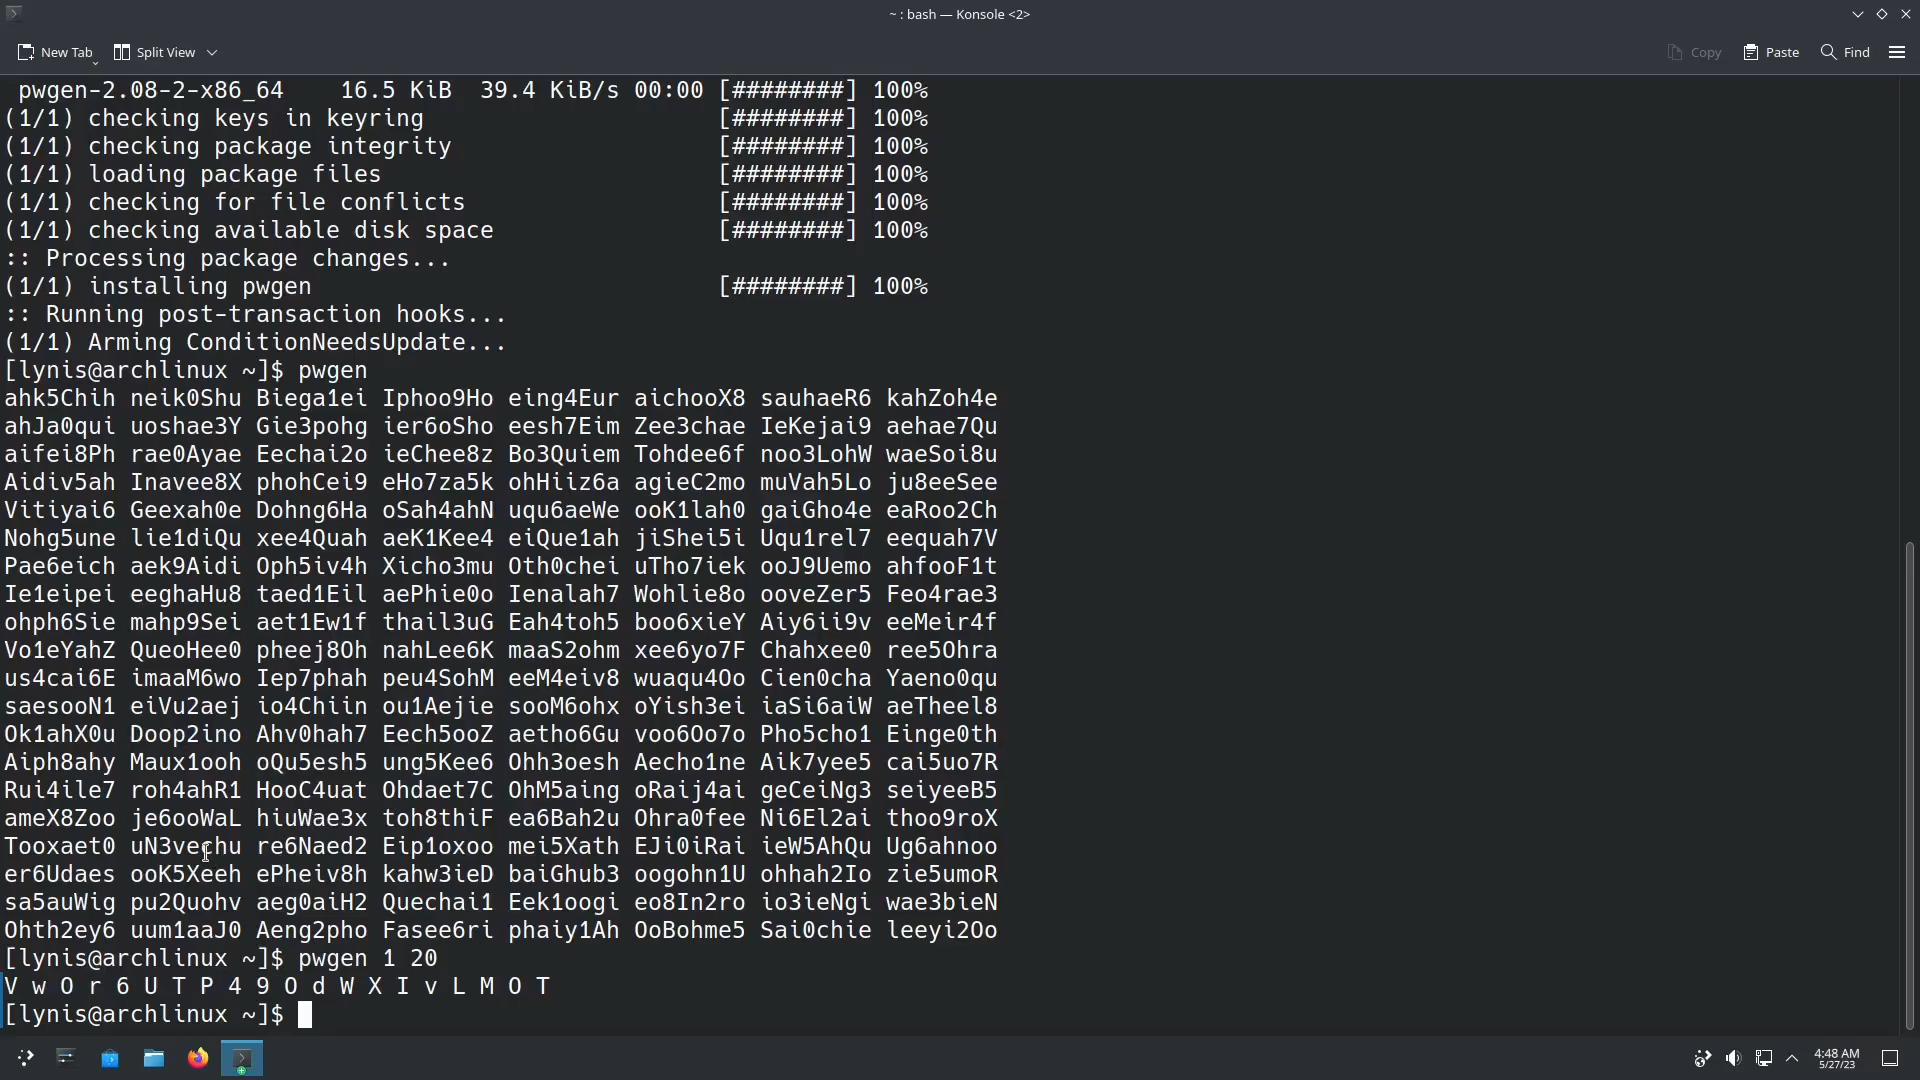 ~ : bash — Konsole <2>
New Tab Split View Copy Paste Find
pwgen-2.08-2-x86_64 16.5 KiB 39.4 KiB/s 00:00 [########] 100%
(1/1) checking keys in keyring [########] 100%
(1/1) checking package integrity [########] 100%
(1/1) loading package files [########] 100%
(1/1) checking for file conflicts [########] 100%
(1/1) checking available disk space [########] 100%
:: Processing package changes...
(1/1) installing pwgen [########] 100%
:: Running post-transaction hooks...
(1/1) Arming ConditionNeedsUpdate...
[lynis@archlinux ~]$ pwgen
ahk5Chih neik0Shu Biega1ei Iphoo9Ho eing4Eur aichooX8 sauhaeR6 kahZoh4e
ahJa0qui uoshae3Y Gie3pohg ier6oSho eesh7Eim Zee3chae IeKejai9 aehae7Qu
aifei8Ph rae0Ayae Eechai2o ieChee8z Bo3Quiem Tohdee6f noo3LohW waeSoi8u
Aidiv5ah Inavee8X phohCei9 eHo7za5k ohHiiz6a agieC2mo muVah5Lo ju8eeSee
Vitiyai6 Geexah0e Dohng6Ha oSah4ahN uqu6aeWe ooK1lah0 gaiGho4e eaRoo2Ch
Nohg5une lie1diQu xee4Quah aeK1Kee4 eiQue1ah jiShei5i Uqu1rel7 eequah7V
Pae6eich aek9Aidi Oph5iv4h Xicho3mu Oth0chei uTho7iek ooJ9Uemo ahfooF1t
Ie1eipei eeghaHu8 taed1Eil aePhie0o Ienalah7 Wohlie8o ooveZer5 Feo4rae3
ohph6Sie mahp9Sei aet1Ew1f thail3uG Eah4toh5 boo6xieY Aiy6ii9v eeMeir4f
Vo1eYahZ QueoHee0 pheej8Oh nahLee6K maaS2ohm xee6yo7F Chahxee0 ree5Ohra
us4cai6E imaaM6wo Iep7phah peu4SohM eeM4eiv8 wuaqu4Oo Cien0cha Yaeno0qu
saesooN1 eiVu2aej io4Chiin ou1Aejie sooM6ohx oYish3ei iaSi6aiW aeTheel8
Ok1ahX0u Doop2ino Ahv0hah7 Eech5ooZ aetho6Gu voo6Oo7o Pho5cho1 Einge0th
Aiph8ahy Maux1ooh oQu5esh5 ung5Kee6 Ohh3oesh Aecho1ne Aik7yee5 cai5uo7R
Rui4ile7 roh4ahR1 HooC4uat Ohdaet7C OhM5aing oRaij4ai geCeiNg3 seiyeeB5
ameX8Zoo je6ooWaL hiuWae3x toh8thiF ea6Bah2u Ohra0fee Ni6El2ai thoo9roX
Tooxaet0 uN3vechu re6Naed2 Eip1oxoo mei5Xath EJi0iRai ieW5AhQu Ug6ahnoo
er6Udaes ooK5Xeeh ePheiv8h kahw3ieD baiGhub3 oogohn1U ohhah2Io zie5umoR
sa5auWig pu2Quohv aeg0aiH2 Quechai1 Eek1oogi eo8In2ro io3ieNgi wae3bieN
Ohth2ey6 uum1aaJ0 Aeng2pho Fasee6ri phaiy1Ah OoBohme5 Sai0chie leeyi2Oo
[lynis@archlinux ~]$ pwgen 1 20
V w O r 6 U T P 4 9 O d W X I v L M O T
[lynis@archlinux ~]$
4:48 AM
5/27/23